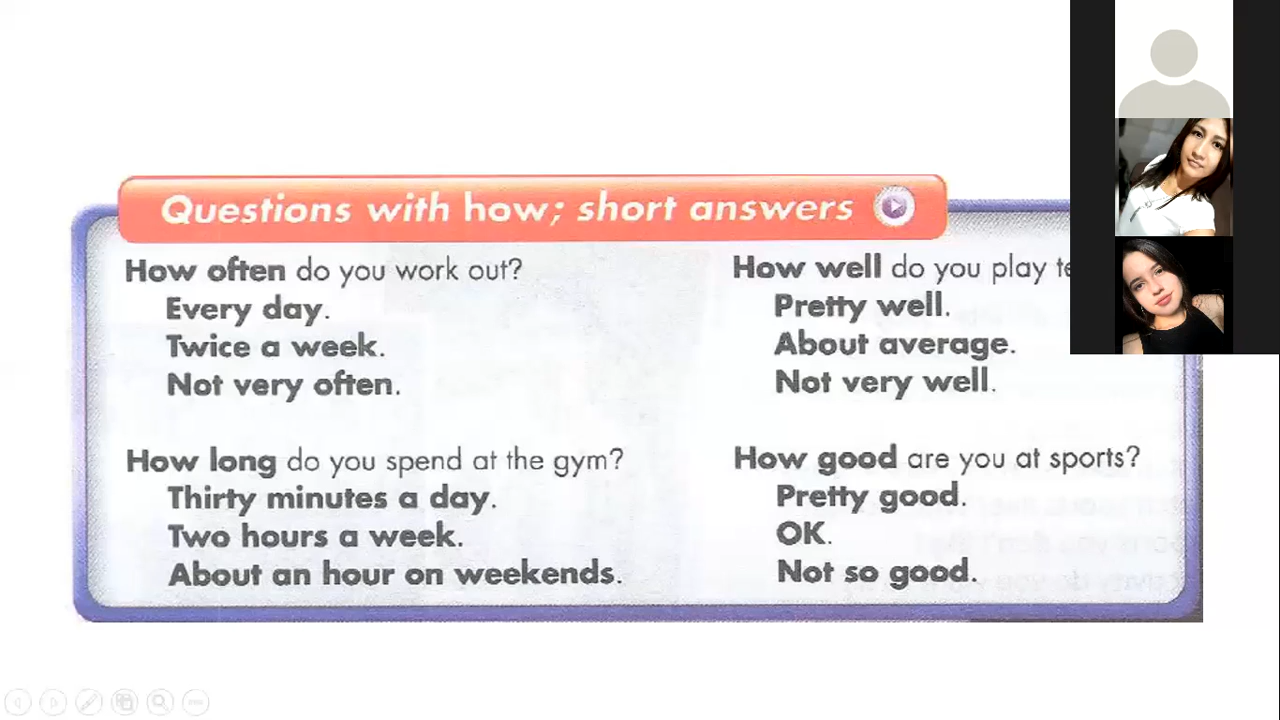 Questions with how; short answers
How often do you work out?
Every day.
Twice a week.
Not very often.
How long do you spend at the gym?
Thirty minutes a day.
Two hours a week.
About an hour on weekends.
How well do you play
Pretty well.
About average.
Not very well.
How good are you at sports?
Pretty good.
OK.
Not so good.